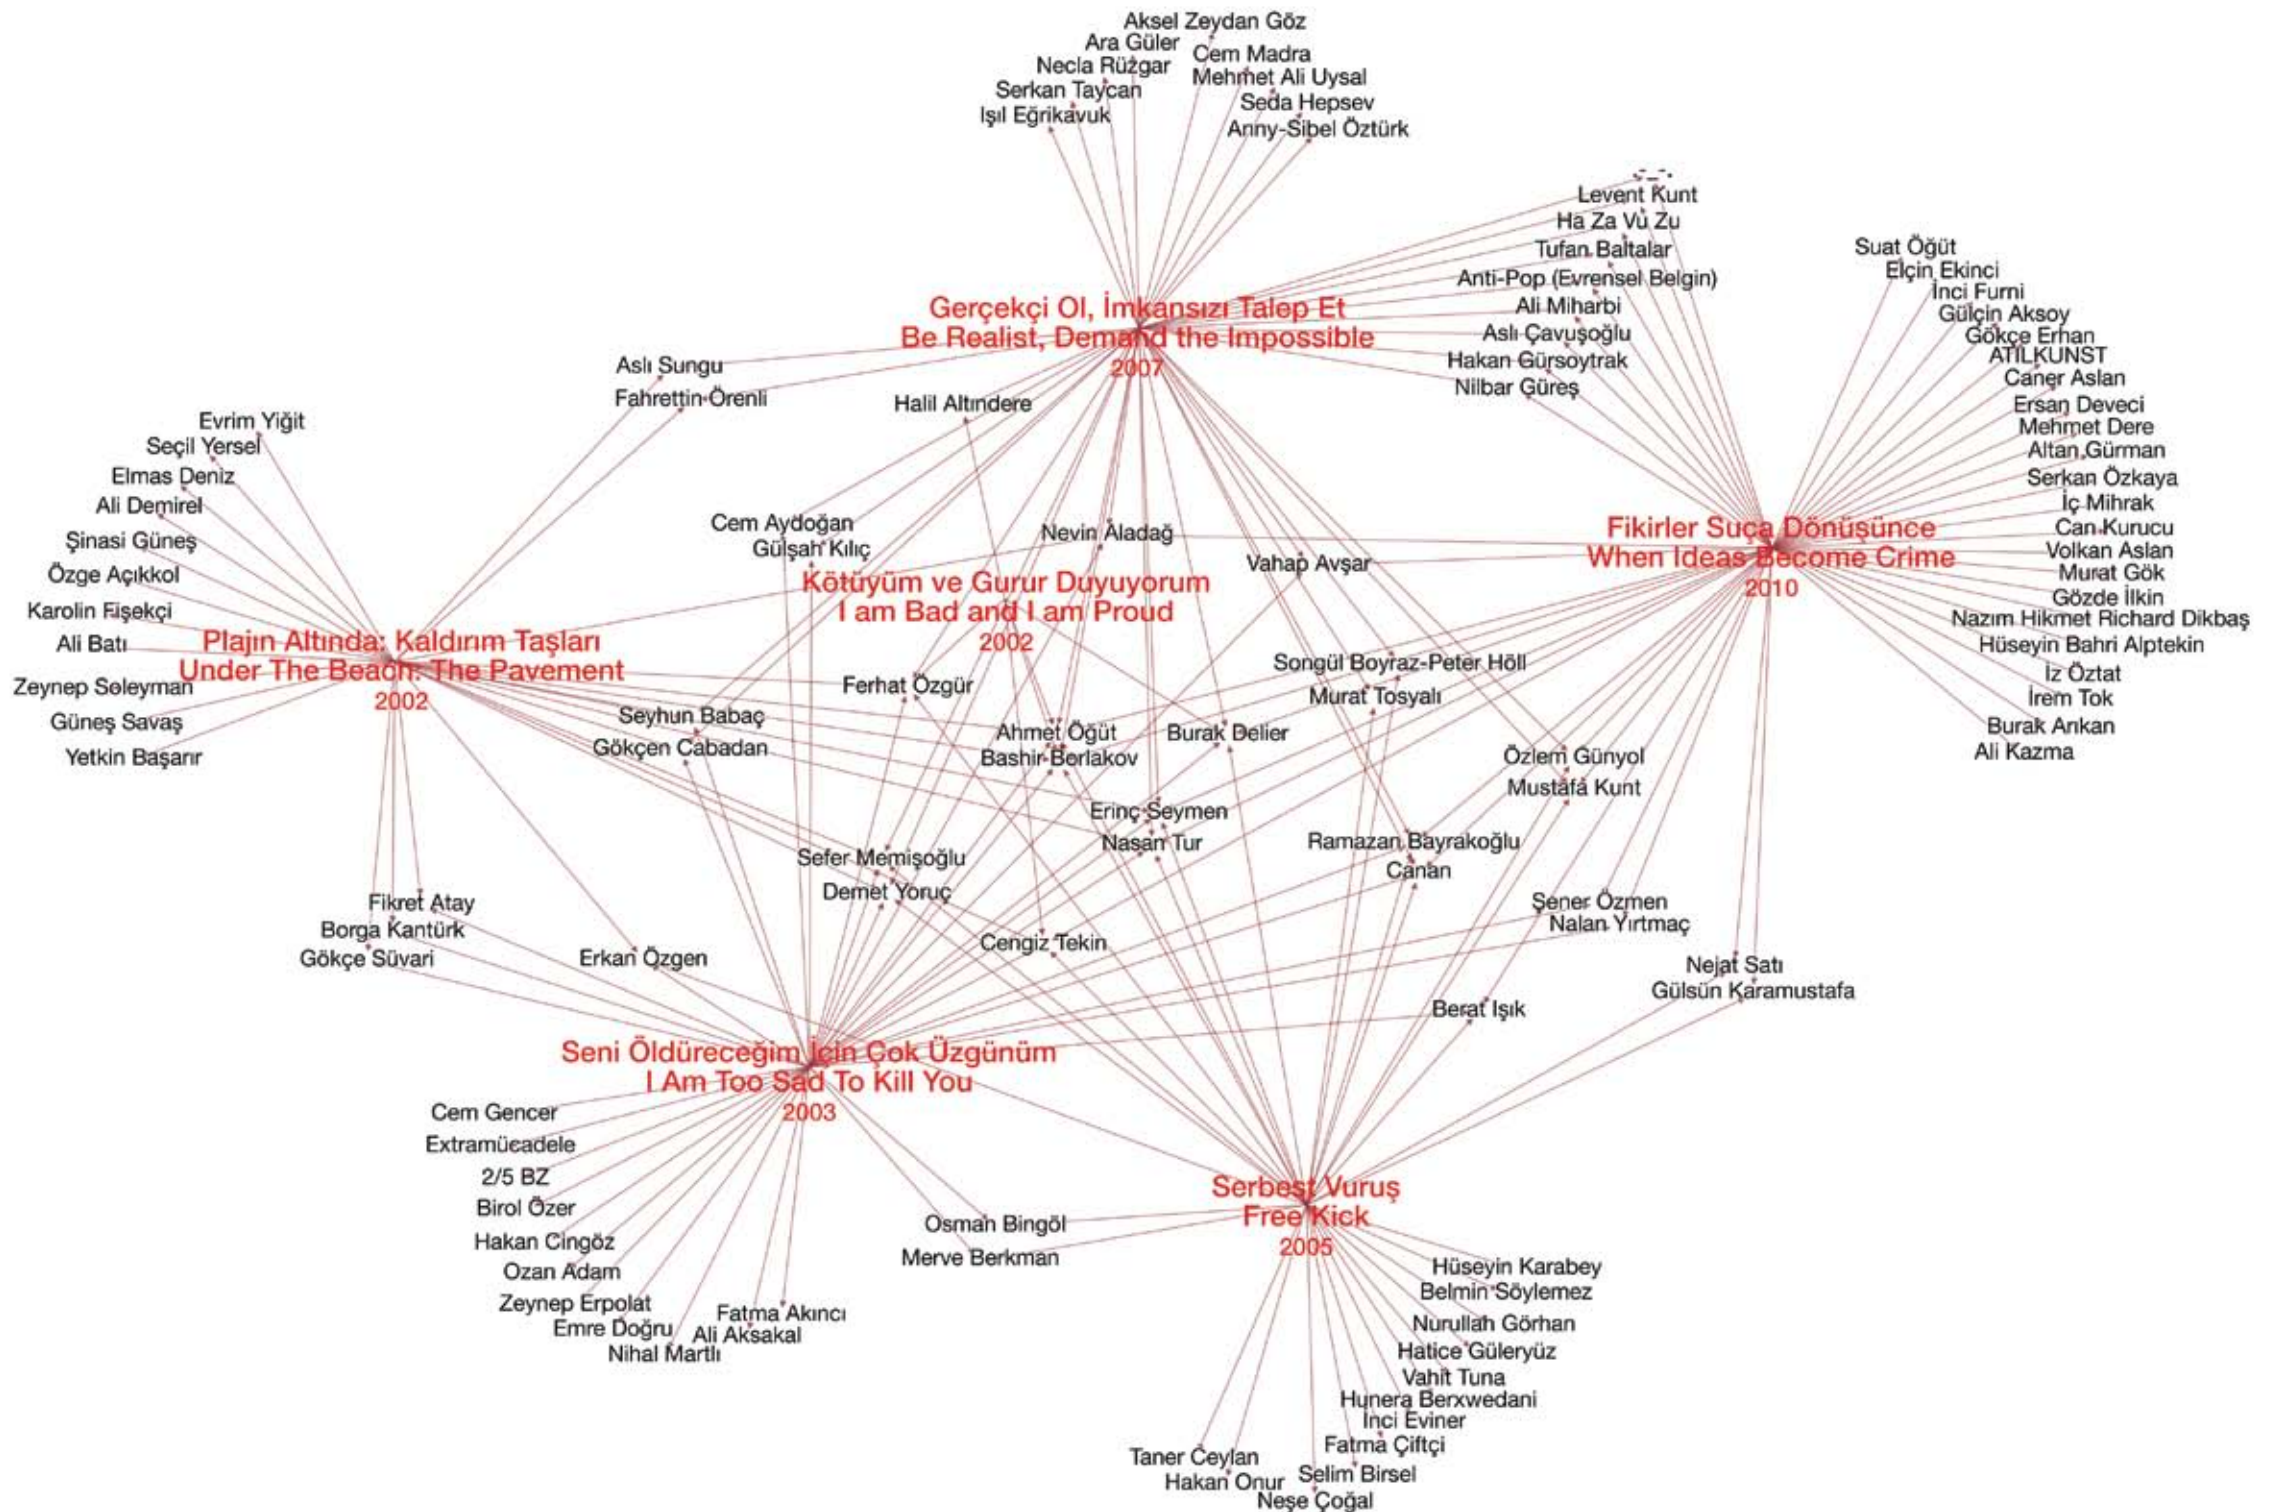 Aksel Zeydan Göz
Ara Güler
Cem Madra
Necla Rüzgar
Mehmet Ali Uysal
Serkan Taycan
Seda Hepsev
Işıl Eğrikavuk
Anny-Sibel Öztürk
Levent Kunt
Ha Za Vu Zu
Tufan Baltalar
Anti-Pop (Evrensel Belgin)
Ali Miharbi
Aslı Çavuşoğlu
Hakan Gürsoytrak
Nilbar Güreş
Suat Öğüt
Elçin Ekinci
İnci Furni
Gülçin Aksoy
Gökçe Erhan
ATILKUNST
Caner Aslan
Ersan Deveci
Mehmet Dere
Altan Gürman
Serkan Özkaya
İç Mihrak
Can Kurucu
Volkan Aslan
Murat Gök
Gözde İlkin
Nazım Hikmet Richard Dikbaş
Hüseyin Bahri Alptekin
İz Öztat
İrem Tok
Burak Arıkan
Ali Kazma
Gerçekçi Ol, İmkansızı Talep Et
Be Realist, Demand the Impossible
2007
Aslı Sungu
Fahrettin Örenli
Halil Altındere
Evrim Yiğit
Seçil Yersel
Elmas Deniz
Ali Demirel
Şinasi Güneş
Özge Açıkkol
Karolin Fişekçi
Ali Batı
Zeynep Soleyman
Güneş Savaş
Yetkin Başarır
Cem Aydoğan
Gülşah Kılıç
Nevin Aladağ
Vahap Avşar
Fikirler Suça Dönüşünce
When Ideas Become Crime
2010
Kötüyüm ve Gurur Duyuyorum
I am Bad and I am Proud
2002
Plajın Altında: Kaldırım Taşları
Under The Beach: The Pavement
2002
Ferhat Özgür
Songül Boyraz-Peter Höll
Murat Tosyalı
Seyhun Babaç
Gökçen Cabadan
Ahmet Öğüt
Bashir Borlakov
Burak Delier
Özlem Günyol
Mustafa Kunt
Erinç Seymen
Nasan Tur
Ramazan Bayrakoğlu
Canan
Sefer Memişoğlu
Demet Yoruç
Fikret Atay
Borga Kantürk
Gökçe Süvari
Erkan Özgen
Cengiz Tekin
Şener Özmen
Nalan Yırtmaç
Nejat Satı
Gülsün Karamustafa
Berat Işık
Seni Öldüreceğim İçin Çok Üzgünüm
I Am Too Sad To Kill You
2003
Cem Gencer
Extramücadele
2/5 BZ
Birol Özer
Hakan Cingöz
Ozan Adam
Zeynep Erpolat
Emre Doğru
Nihal Martlı
Fatma Akıncı
Ali Aksakal
Osman Bingöl
Merve Berkman
Serbest Vuruş
Free Kick
2005
Hüseyin Karabey
Belmin Söylemez
Nurullah Görhan
Hatice Güleryüz
Vahit Tuna
Hunera Berxwedani
İnci Eviner
Fatma Çiftçi
Taner Ceylan
Selim Birsel
Hakan Onur
Neşe Çoğal